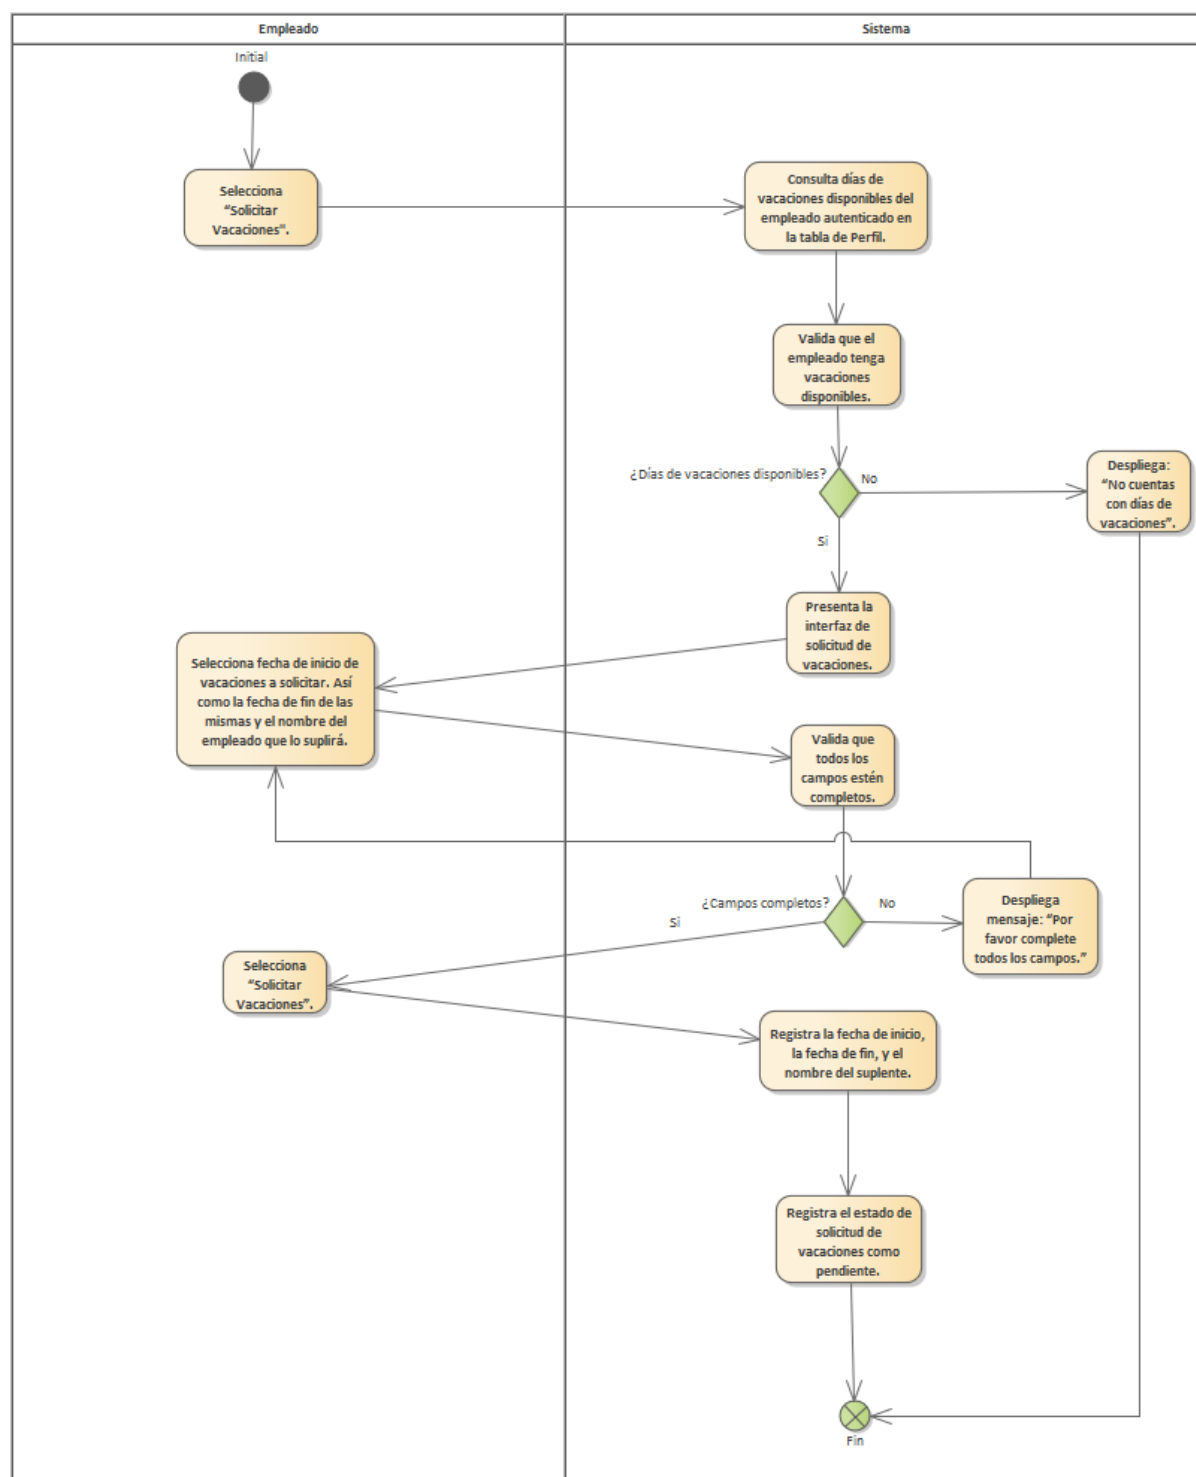 Empleado
Sistema
Initial
Selecciona
“Solicitar
Vacaciones".
Consulta días de
vacaciones disponibles del
empleado autenticado en
la tabla de Perfil.
Valida que el
empleado tenga
vacaciones
disponibles.
¿Días de vacaciones disponibles?
No
Despliega:
“No cuentas
con días de
vacaciones”.
Si
Presenta la
interfaz de
solicitud de
vacaciones.
Selecciona fecha de inicio de
vacaciones a solicitar. Así
como la fecha de fin de las
mismas y el nombre del
empleado que lo suplirá.
Valida que
todos los
campos estén
completos.
¿Campos completos?
No
Si
Despliega
mensaje: “Por
favor complete
todos los campos.”
Selecciona
“Solicitar
Vacaciones”.
Registra la fecha de inicio,
la fecha de fin, y el
nombre del suplente.
Registra el estado de
solicitud de
vacaciones como
pendiente.
Fin